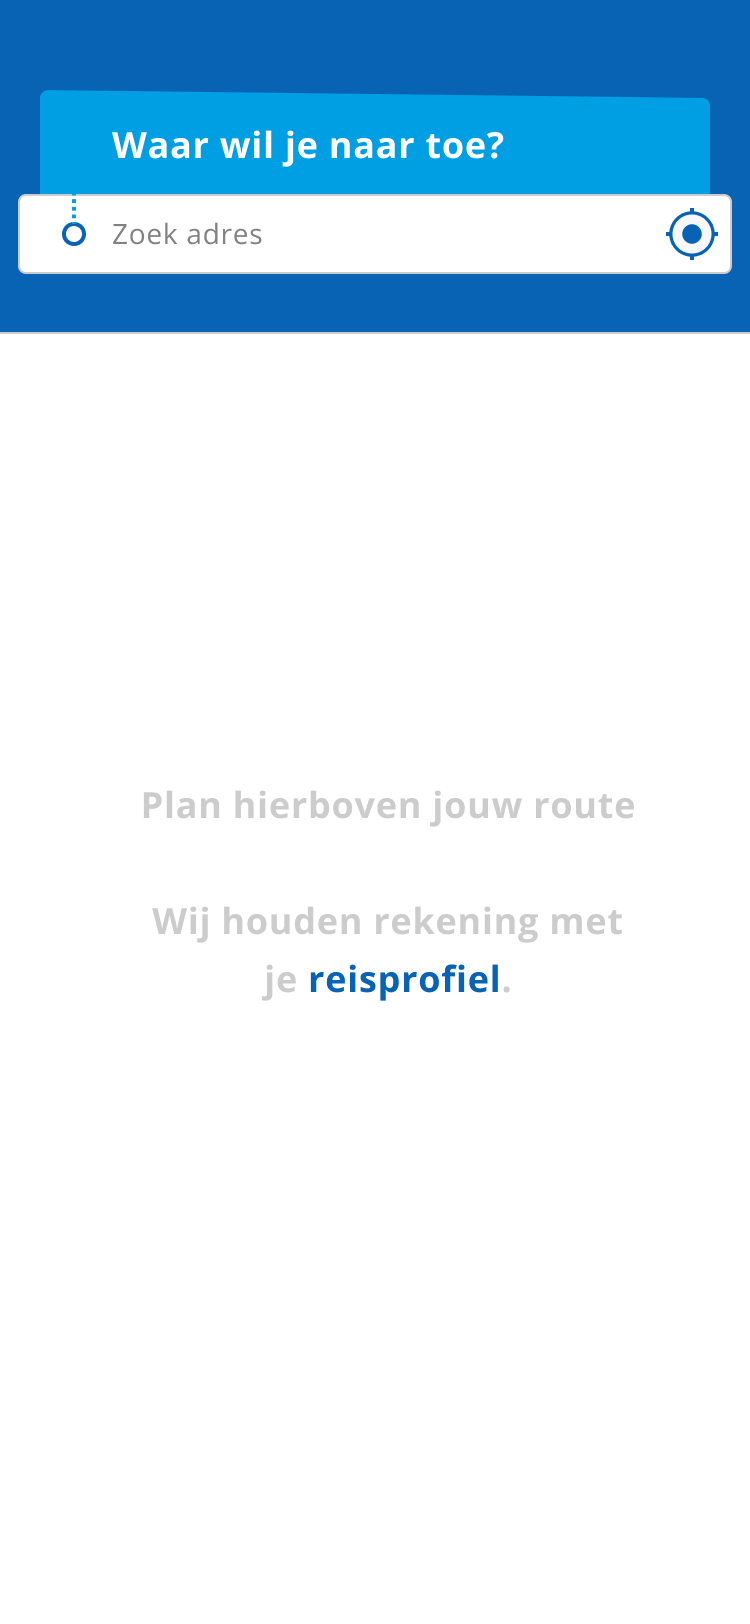 Waar wil je naar toe?
Zoek adres
Plan hierboven jouw route
Wij houden rekening met
je reisprofiel.